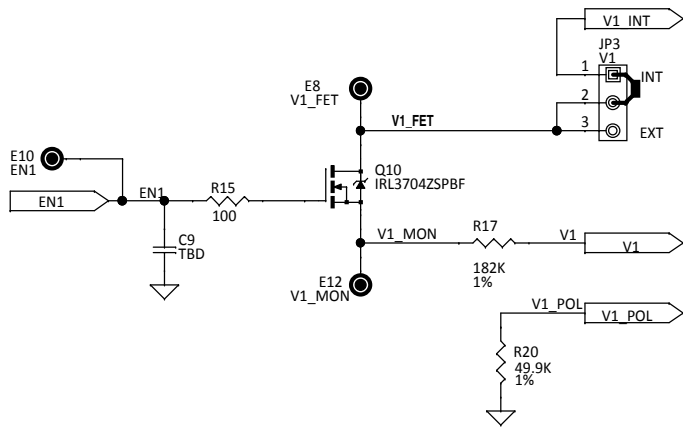 V1_INT
JP3
V1
1
INT
2
3
EXT
E8
V1_FET
V1_FET
E10
EN1
EN1
EN1
R15
100
Q10
IRL3704ZSPBF
C9
TBD
V1_MON
R17
182K
1%
V1
V1
E12
V1_MON
V1_POL
V1_POL
R20
49.9K
1%